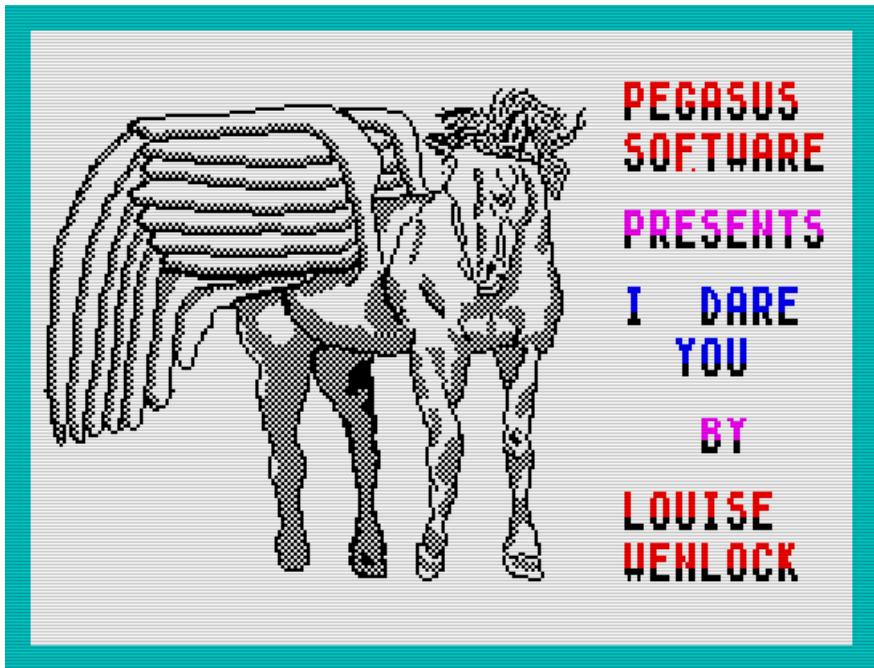 PEGASUS
SOFTWARE
PRESENTS
I DARE
YOU
BY
LOUISE
WENLOCK